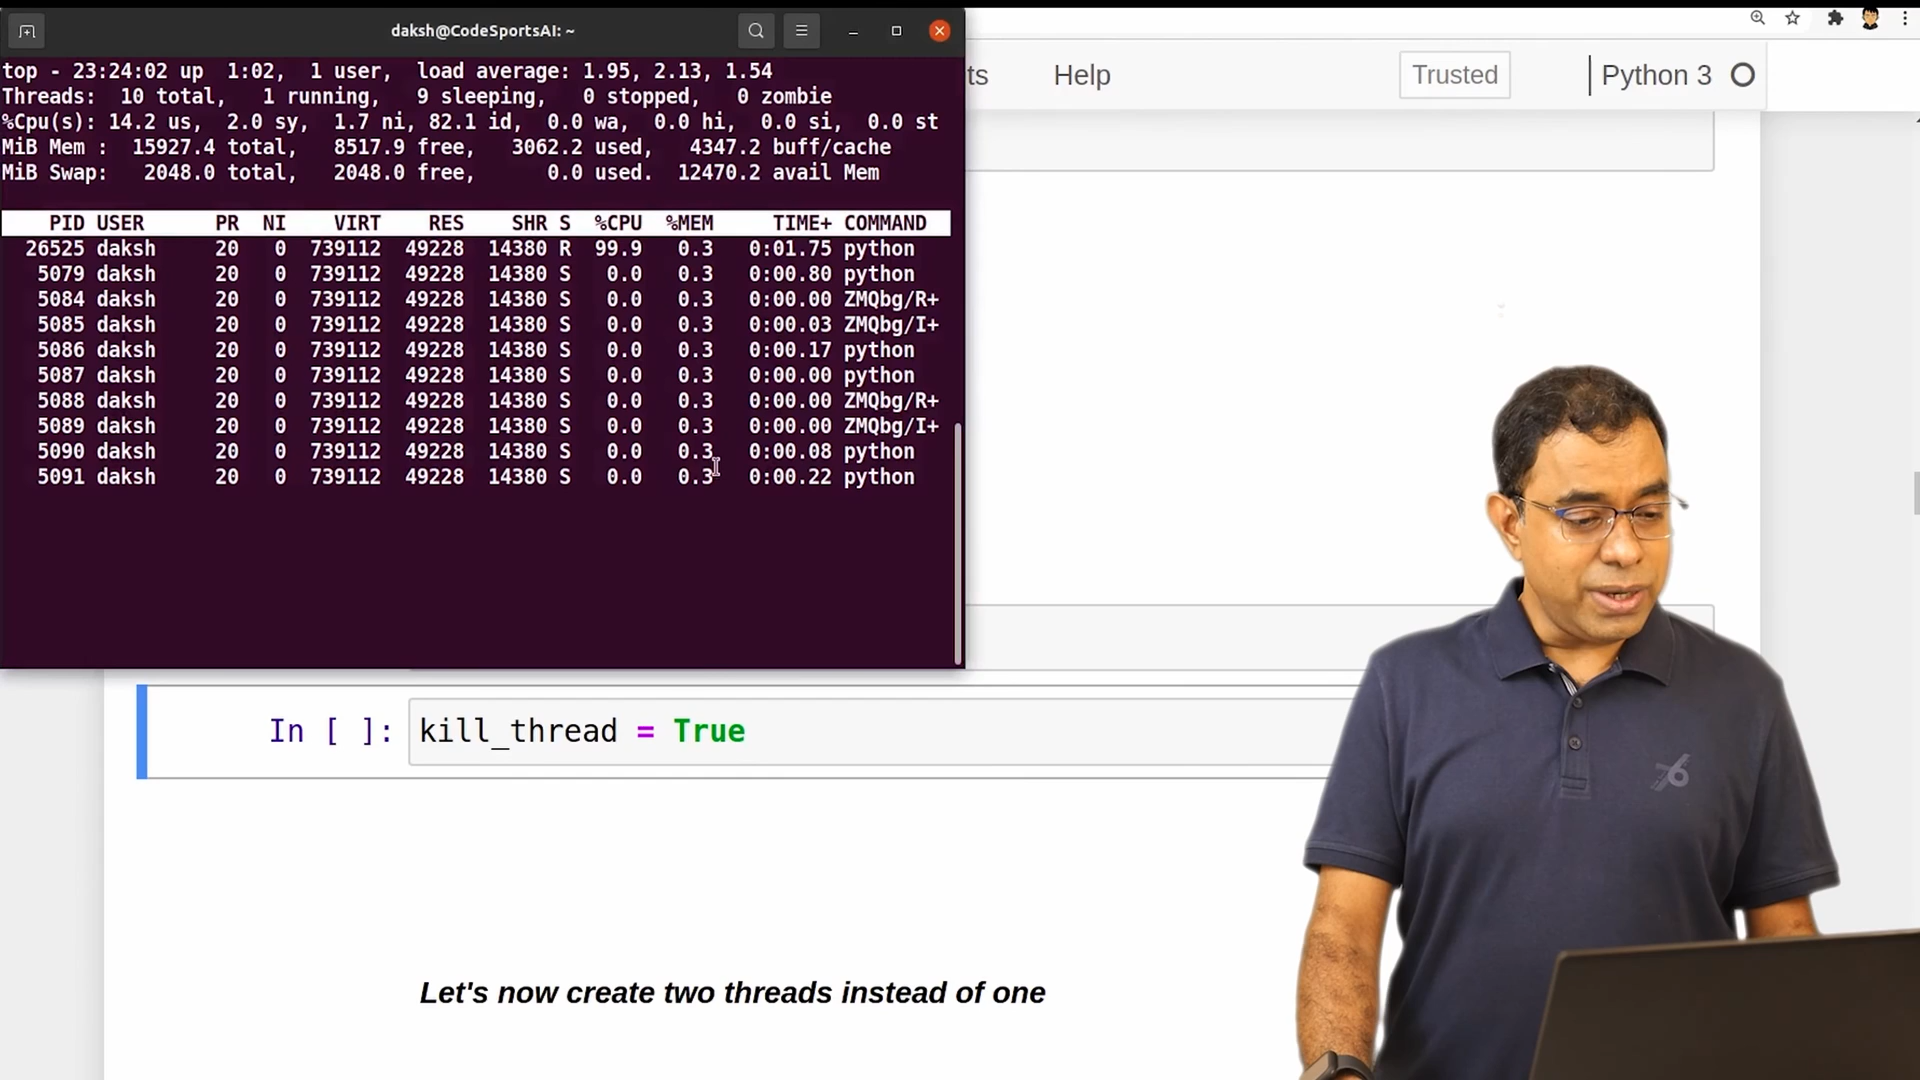 daksh@CodeSportsAI: ~
top - 23:24:02 up  1:02,  1 user,  load average: 1.95, 2.13, 1.54
Threads:  10 total,   1 running,   9 sleeping,   0 stopped,   0 zombie
%Cpu(s): 14.2 us,  2.0 sy,  1.7 ni, 82.1 id,  0.0 wa,  0.0 hi,  0.0 si,  0.0 st
MiB Mem :  15927.4 total,   8517.9 free,   3062.2 used,   4347.2 buff/cache
MiB Swap:   2048.0 total,   2048.0 free,      0.0 used.  12470.2 avail Mem
PID USER PR NI VIRT RES SHR S %CPU %MEM TIME+ COMMAND
26525 daksh 20 0 739112 49228 14380 R 99.9 0.3 0:01.75 python
5079 daksh 20 0 739112 49228 14380 S 0.0 0.3 0:00.80 python
5084 daksh 20 0 739112 49228 14380 S 0.0 0.3 0:00.00 ZMQbg/R+
5085 daksh 20 0 739112 49228 14380 S 0.0 0.3 0:00.03 ZMQbg/I+
5086 daksh 20 0 739112 49228 14380 S 0.0 0.3 0:00.17 python
5087 daksh 20 0 739112 49228 14380 S 0.0 0.3 0:00.00 python
5088 daksh 20 0 739112 49228 14380 S 0.0 0.3 0:00.00 ZMQbg/R+
5089 daksh 20 0 739112 49228 14380 S 0.0 0.3 0:00.00 ZMQbg/I+
5090 daksh 20 0 739112 49228 14380 S 0.0 0.3 0:00.08 python
5091 daksh 20 0 739112 49228 14380 S 0.0 0.3 0:00.22 python
ts Help Trusted Python 3
In [ ]: kill_thread = True
Let's now create two threads instead of one